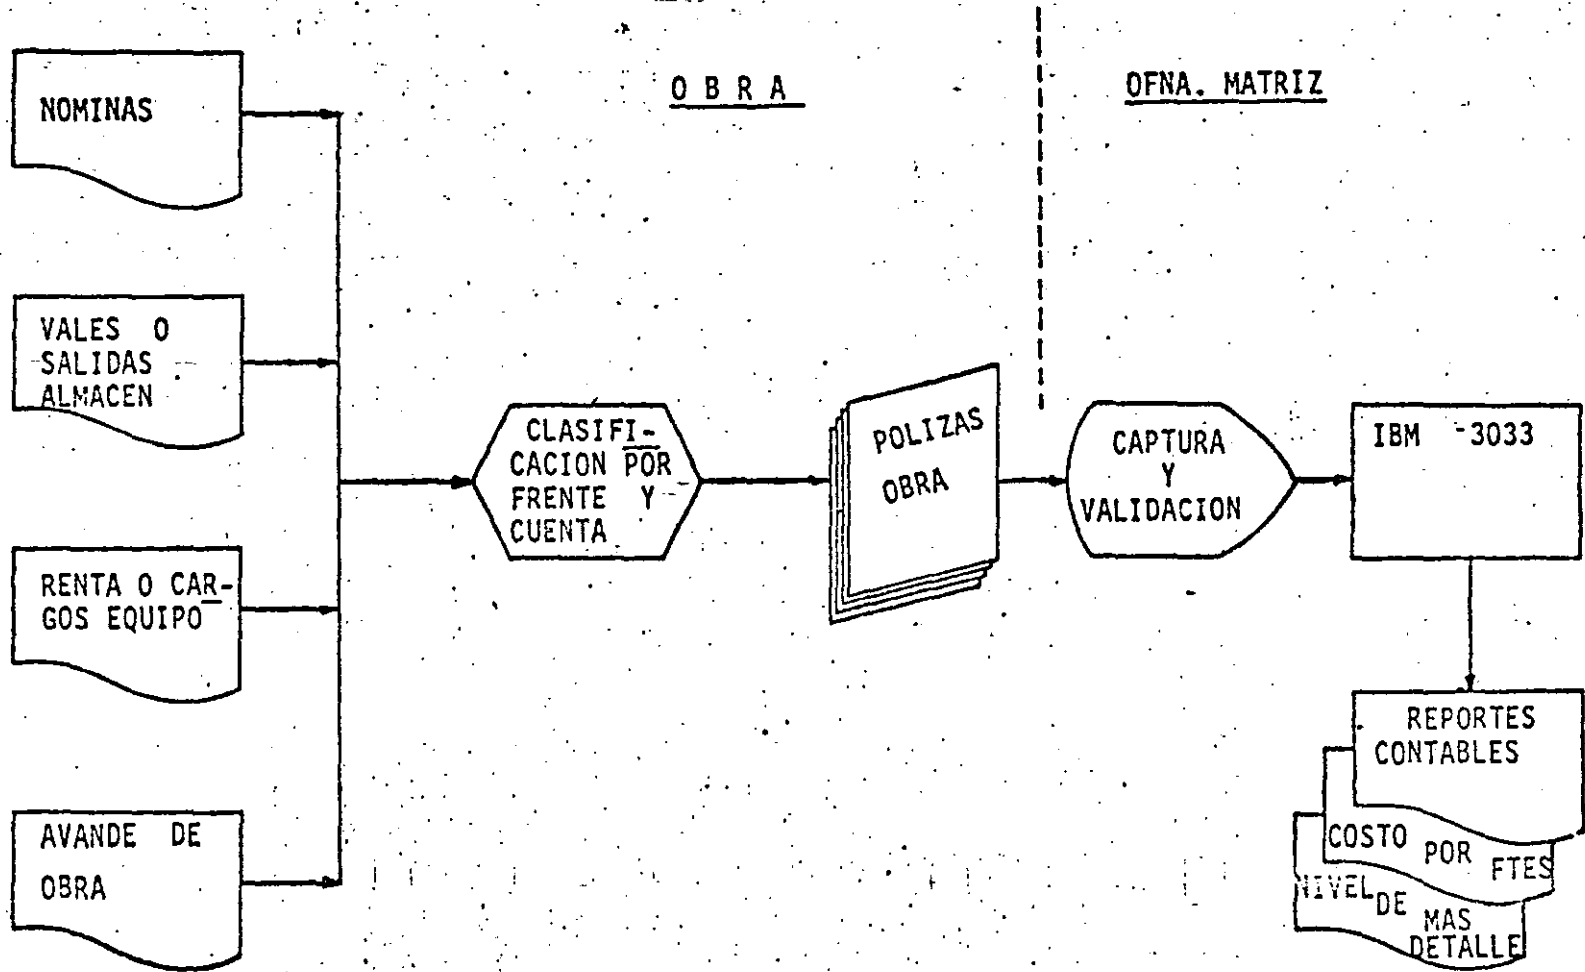 O B R A
OFNA. MATRIZ
NOMINAS
VALES O
SALIDAS
ALMACEN
RENTA O CAR-
GOS EQUIPO
AVANDE DE
OBRA
CLASIFI-
CACION POR
FRENTE Y
CUENTA
POLIZAS
OBRA
CAPTURA
Y
VALIDACION
IBM -3033
REPORTES
CONTABLES
COSTO POR FTES
NIVEL DE MAS
DETALLE